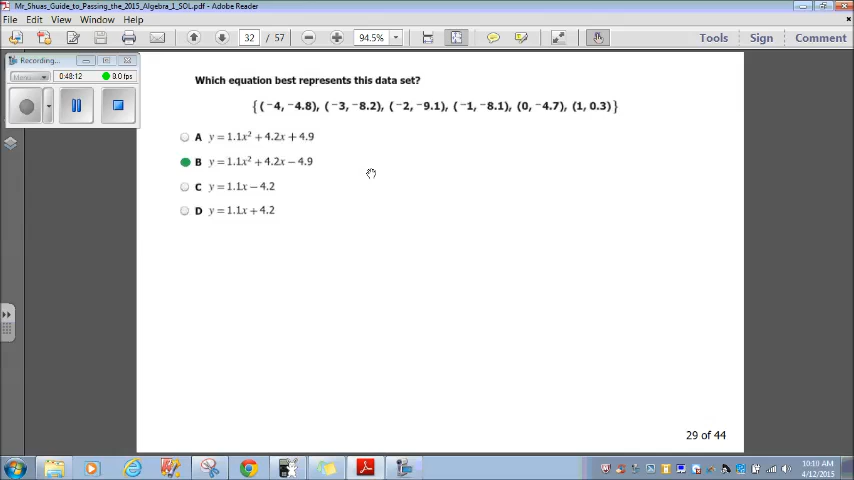 Mr_Shuas_Guide_to_Passing_the_2015_Algebra_1_SOL.pdf - Adobe Reader
File Edit View Window Help
32 / 57 94.5% Tools Sign Comment
Recording...
Menus 0:48:12 0.0 fps
Which equation best represents this data set?
{(⁻4, ⁻4.8), (⁻3, ⁻8.2), (⁻2, ⁻9.1), (⁻1, ⁻8.1), (0, ⁻4.7), (1, 0.3)}
A y = 1.1x² + 4.2x + 4.9
B y = 1.1x² + 4.2x − 4.9
C y = 1.1x − 4.2
D y = 1.1x + 4.2
29 of 44
10:10 AM
4/12/2015